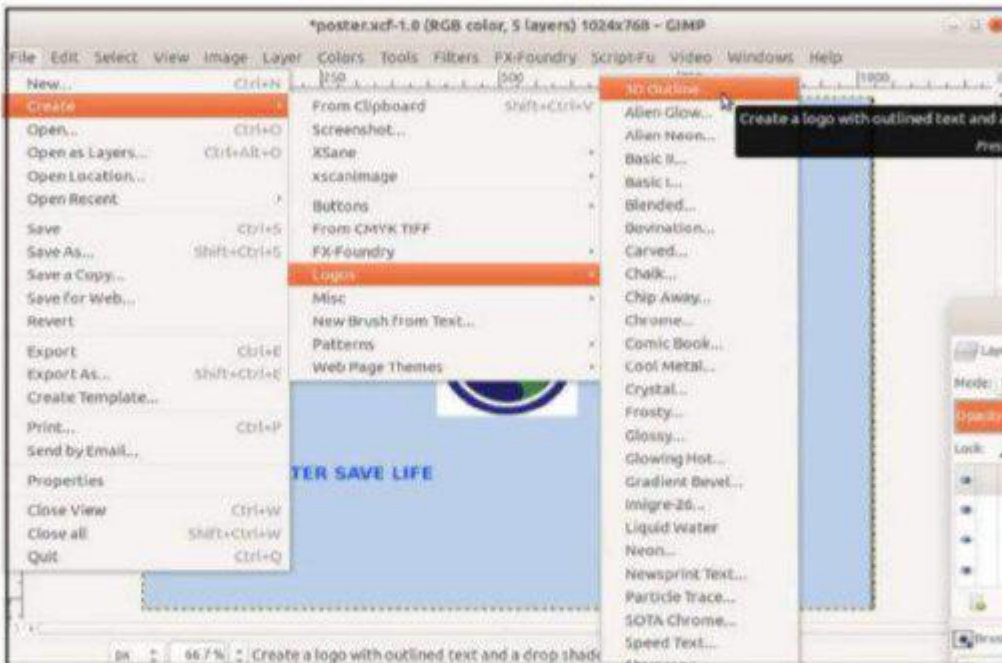 *poster.xcf-1.0 (RGB color, 5 layers) 1024x768 – GIMP
File Edit Select View Image Layer Colors Tools Filters FX-Foundry Script-Fu Video Windows Help
250 500 1000
New... Ctrl+N
Create
Open... Ctrl+O
Open as Layers... Ctrl+Alt+O
Open Location...
Open Recent
Save Ctrl+S
Save As... Shift+Ctrl+S
Save a Copy...
Save for Web...
Revert
Export Ctrl+E
Export As... Shift+Ctrl+E
Create Template...
Print... Ctrl+P
Send by Email...
Properties
Close View Ctrl+W
Close all Shift+Ctrl+W
Quit Ctrl+Q
From Clipboard Shift+Ctrl+V
Screenshot...
XSane
xscanimage
Buttons
From CMYK TIFF
FX-Foundry
Logos
Misc
New Brush from Text...
Patterns
Web Page Themes
3D Outline...
Alien Glow...
Alien Neon...
Basic II...
Basic I...
Blended...
Bovination...
Carved...
Chalk...
Chip Away...
Chrome...
Comic Book...
Cool Metal...
Crystal...
Frosty...
Glossy...
Glowing Hot...
Gradient Bevel...
Imigre-26...
Liquid Water
Neon...
Newsprint Text...
Particle Trace...
SOTA Chrome...
Speed Text...
Create a logo with outlined text and a
Pres
TER SAVE LIFE
Mode:
Opacity
Lock:
px 66.7 % Create a logo with outlined text and a drop shado